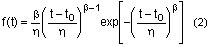 f(t) = β/η ((t − t₀)/η)^(β−1) exp[−((t − t₀)/η)^β] (2)